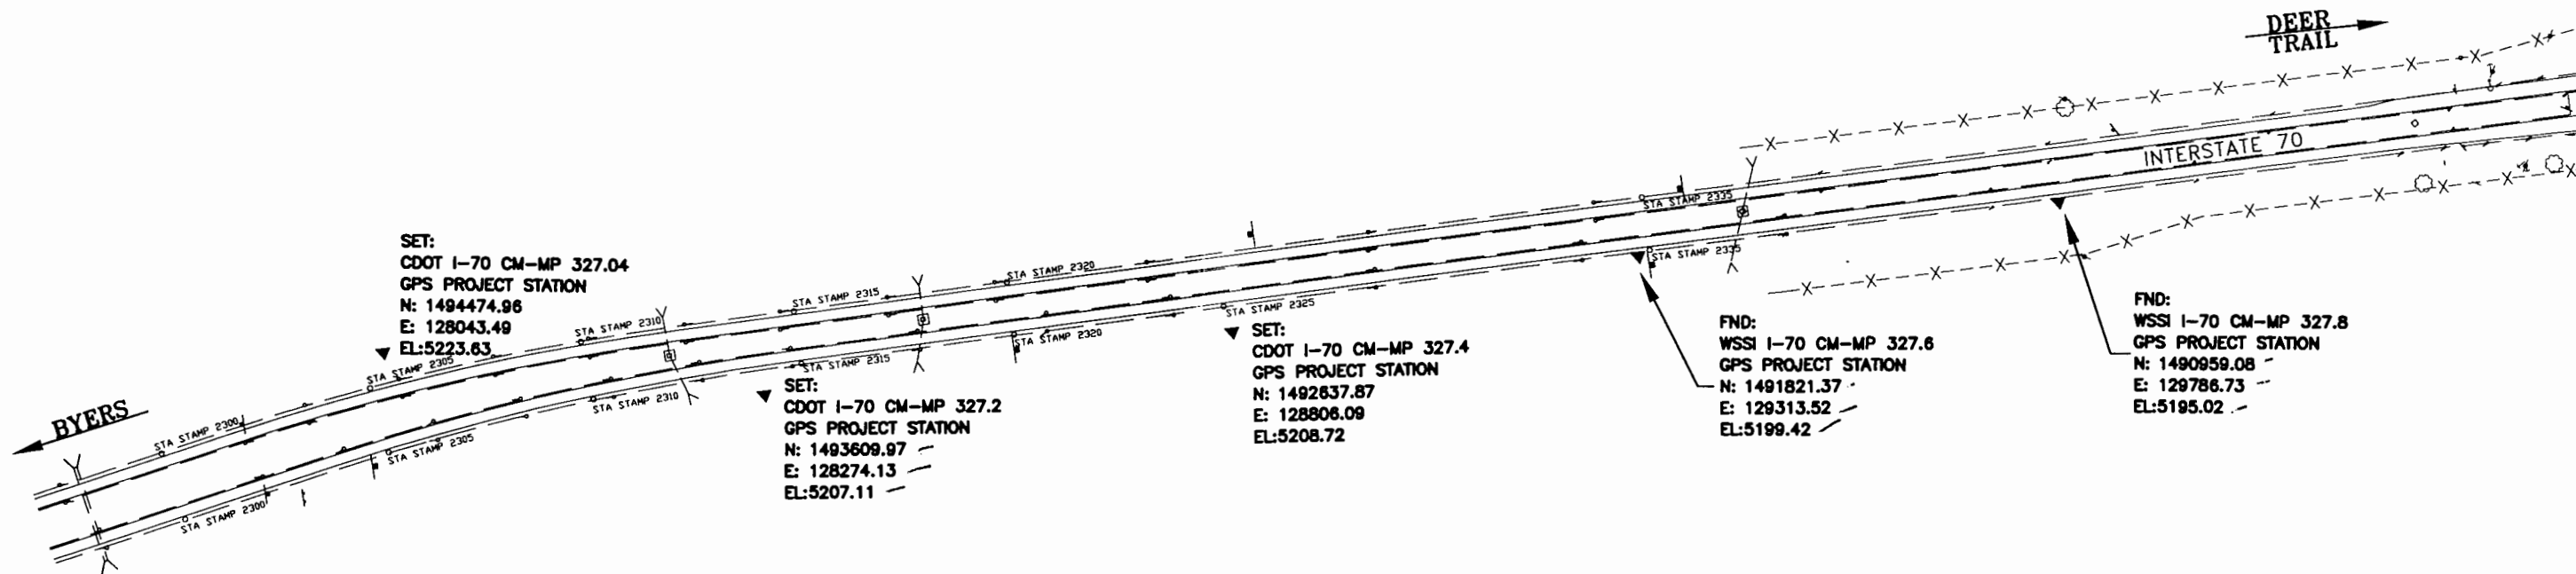 DEER
TRAIL
INTERSTATE 70
STA STAMP 2335
SET:
CDOT I-70 CM-MP 327.04
GPS PROJECT STATION
N: 1494474.96
E: 128043.49
EL:5223.63
STA STAMP 2320
STA STAMP 2315
STA STAMP 2310
STA STAMP 2305
STA STAMP 2300
BYERS
STA STAMP 2335
STA STAMP 2325
STA STAMP 2320
STA STAMP 2315
STA STAMP 2310
STA STAMP 2305
STA STAMP 2300
SET:
CDOT I-70 CM-MP 327.2
GPS PROJECT STATION
N: 1493609.97
E: 128274.13
EL:5207.11
SET:
CDOT I-70 CM-MP 327.4
GPS PROJECT STATION
N: 1492637.87
E: 128806.09
EL:5208.72
FND:
WSSI I-70 CM-MP 327.6
GPS PROJECT STATION
N: 1491821.37
E: 129313.52
EL:5199.42
FND:
WSSI I-70 CM-MP 327.8
GPS PROJECT STATION
N: 1490959.08
E: 129786.73
EL:5195.02